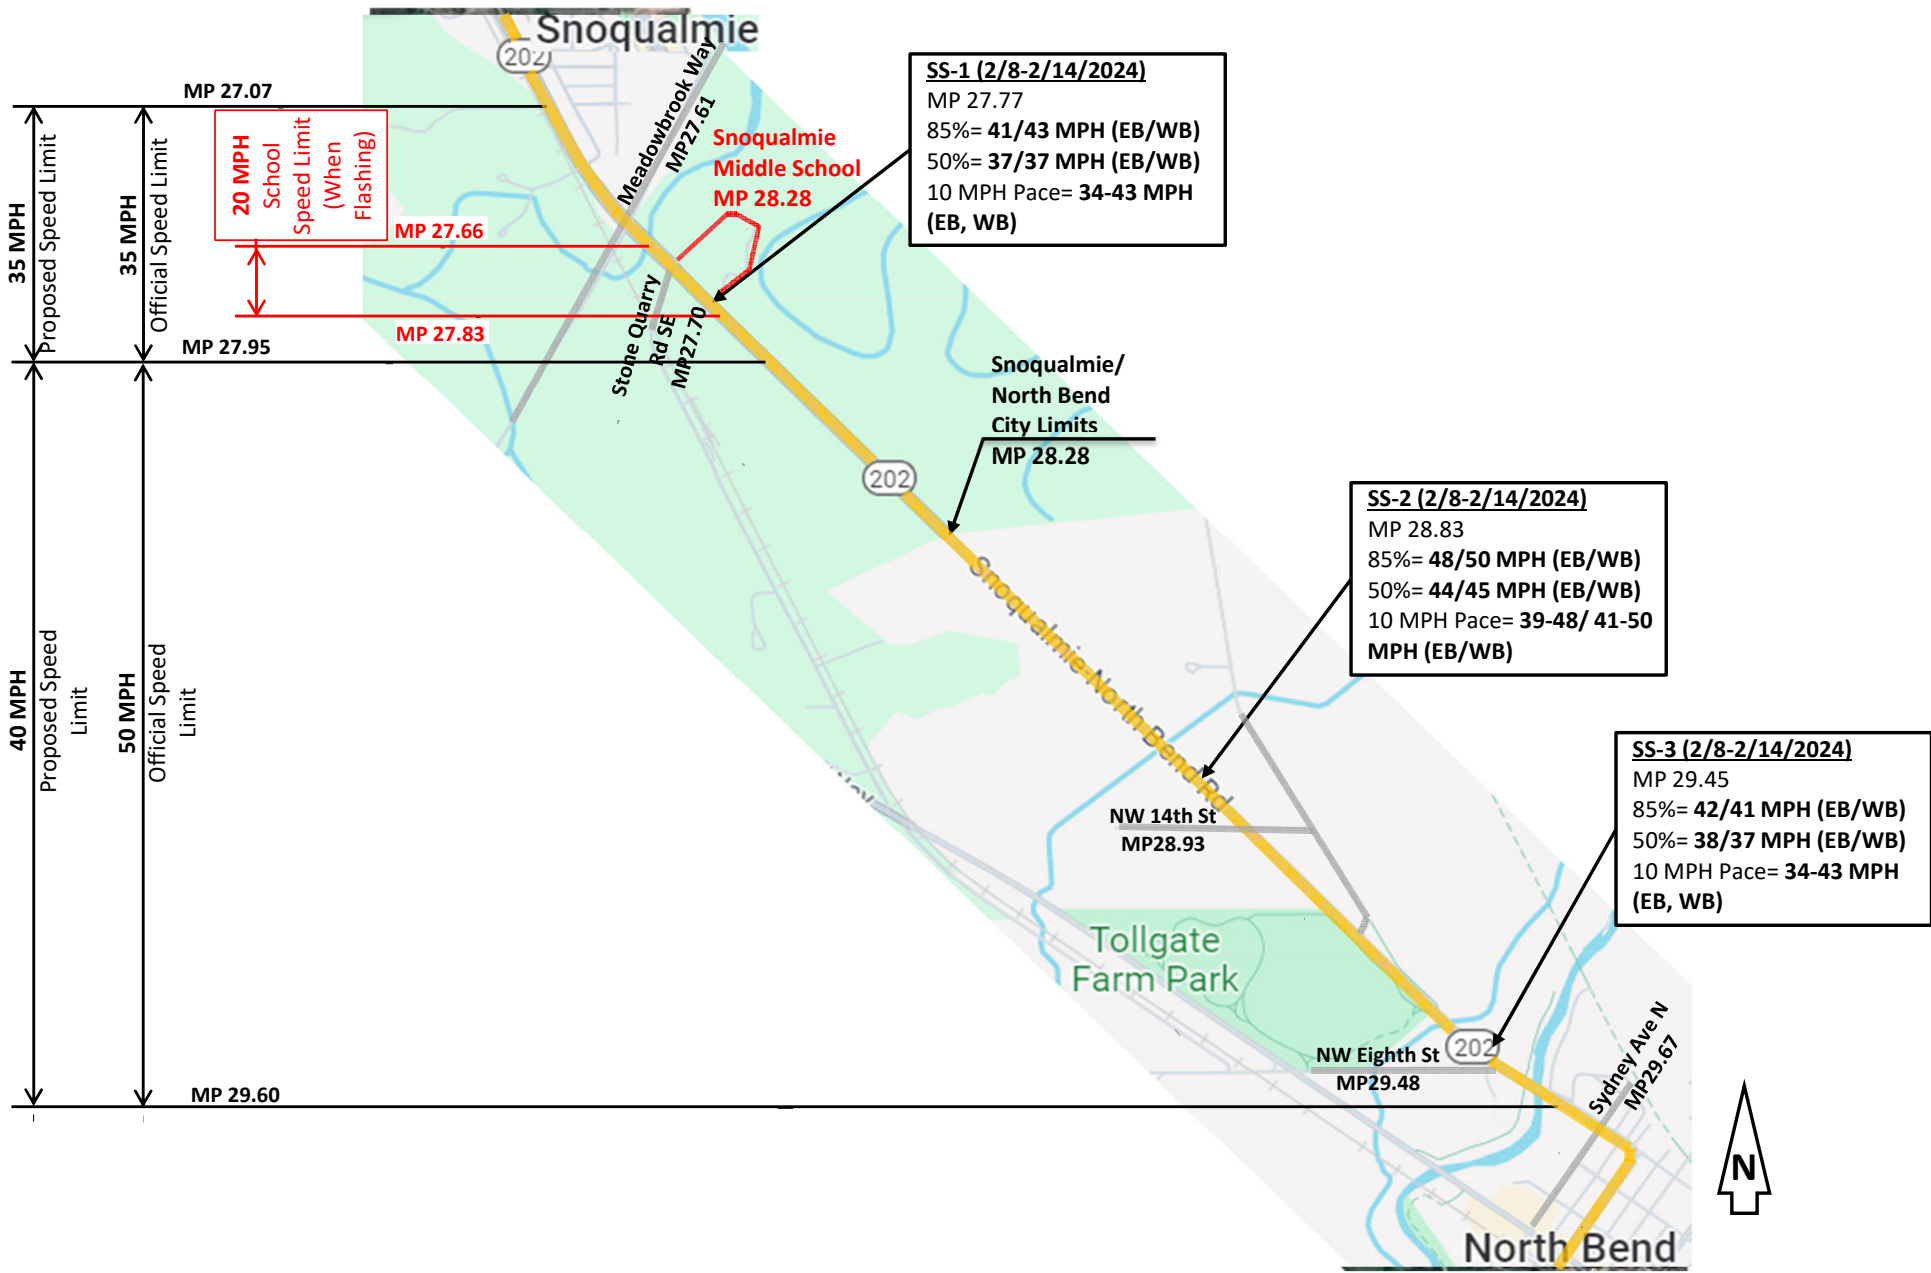 Snoqualmie
202
MP 27.07
35 MPH
Proposed Speed Limit
35 MPH
Official Speed Limit
20 MPH
School
Speed Limit
(When
Flashing)
MP 27.66
MP 27.83
MP 27.95
Meadowbrook Way
MP27.61
Snoqualmie
Middle School
MP 28.28
SS-1 (2/8-2/14/2024)
MP 27.77
85%= 41/43 MPH (EB/WB)
50%= 37/37 MPH (EB/WB)
10 MPH Pace= 34-43 MPH
(EB, WB)
Stone Quarry
Rd SE
MP27.70
Snoqualmie/
North Bend
City Limits
MP 28.28
202
Snoqualmie-North Bend Rd
SS-2 (2/8-2/14/2024)
MP 28.83
85%= 48/50 MPH (EB/WB)
50%= 44/45 MPH (EB/WB)
10 MPH Pace= 39-48/ 41-50
MPH (EB/WB)
40 MPH
Proposed Speed
Limit
50 MPH
Official Speed
Limit
NW 14th St
MP28.93
SS-3 (2/8-2/14/2024)
MP 29.45
85%= 42/41 MPH (EB/WB)
50%= 38/37 MPH (EB/WB)
10 MPH Pace= 34-43 MPH
(EB, WB)
Tollgate
Farm Park
202
NW Eighth St
MP29.48
Sydney Ave N
MP29.67
MP 29.60
N
North Bend